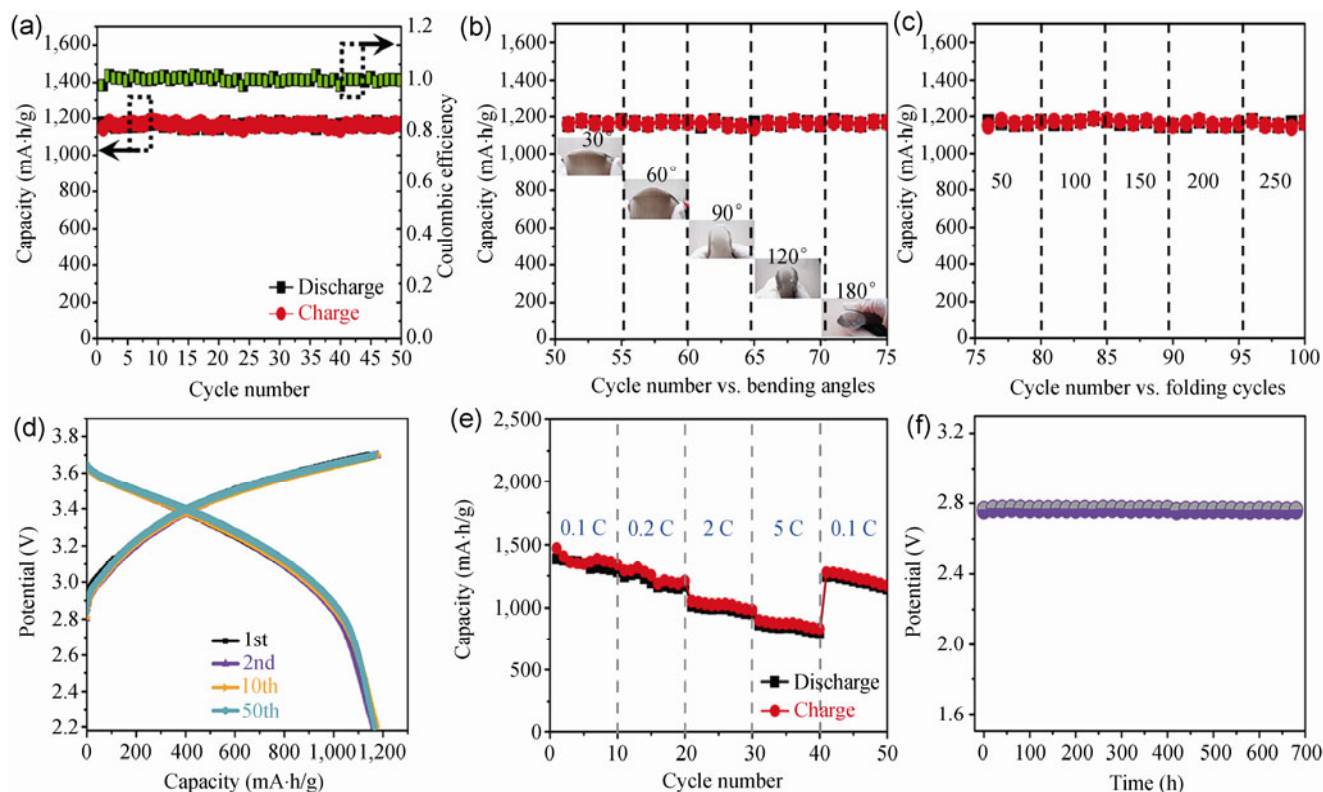 (a)
1,600
1,400
1,200
1,000
800
600
400
200
0
Capacity (mA·h/g)
1.2
1.0
0.8
0.6
0.4
0.2
0.0
Coulombic efficiency
Discharge
Charge
0 5 10 15 20 25 30 35 40 45 50
Cycle number
(b)
1,600
1,400
1,200
1,000
800
600
400
200
0
Capacity (mA·h/g)
30°
60°
90°
120°
180°
50 55 60 65 70 75
Cycle number vs. bending angles
(c)
1,600
1,400
1,200
1,000
800
600
400
200
0
Capacity (mA·h/g)
50 100 150 200 250
75 80 85 90 95 100
Cycle number vs. folding cycles
(d)
3.8
3.6
3.4
3.2
3.0
2.8
2.6
2.4
2.2
Potential (V)
1st
2nd
10th
50th
0 200 400 600 800 1,000 1,200
Capacity (mA·h/g)
(e)
2,500
2,000
1,500
1,000
500
0
Capacity (mA·h/g)
0.1 C 0.2 C 2 C 5 C 0.1 C
Discharge
Charge
0 10 20 30 40 50
Cycle number
(f)
3.2
2.8
2.4
2.0
1.6
Potential (V)
0 100 200 300 400 500 600 700
Time (h)